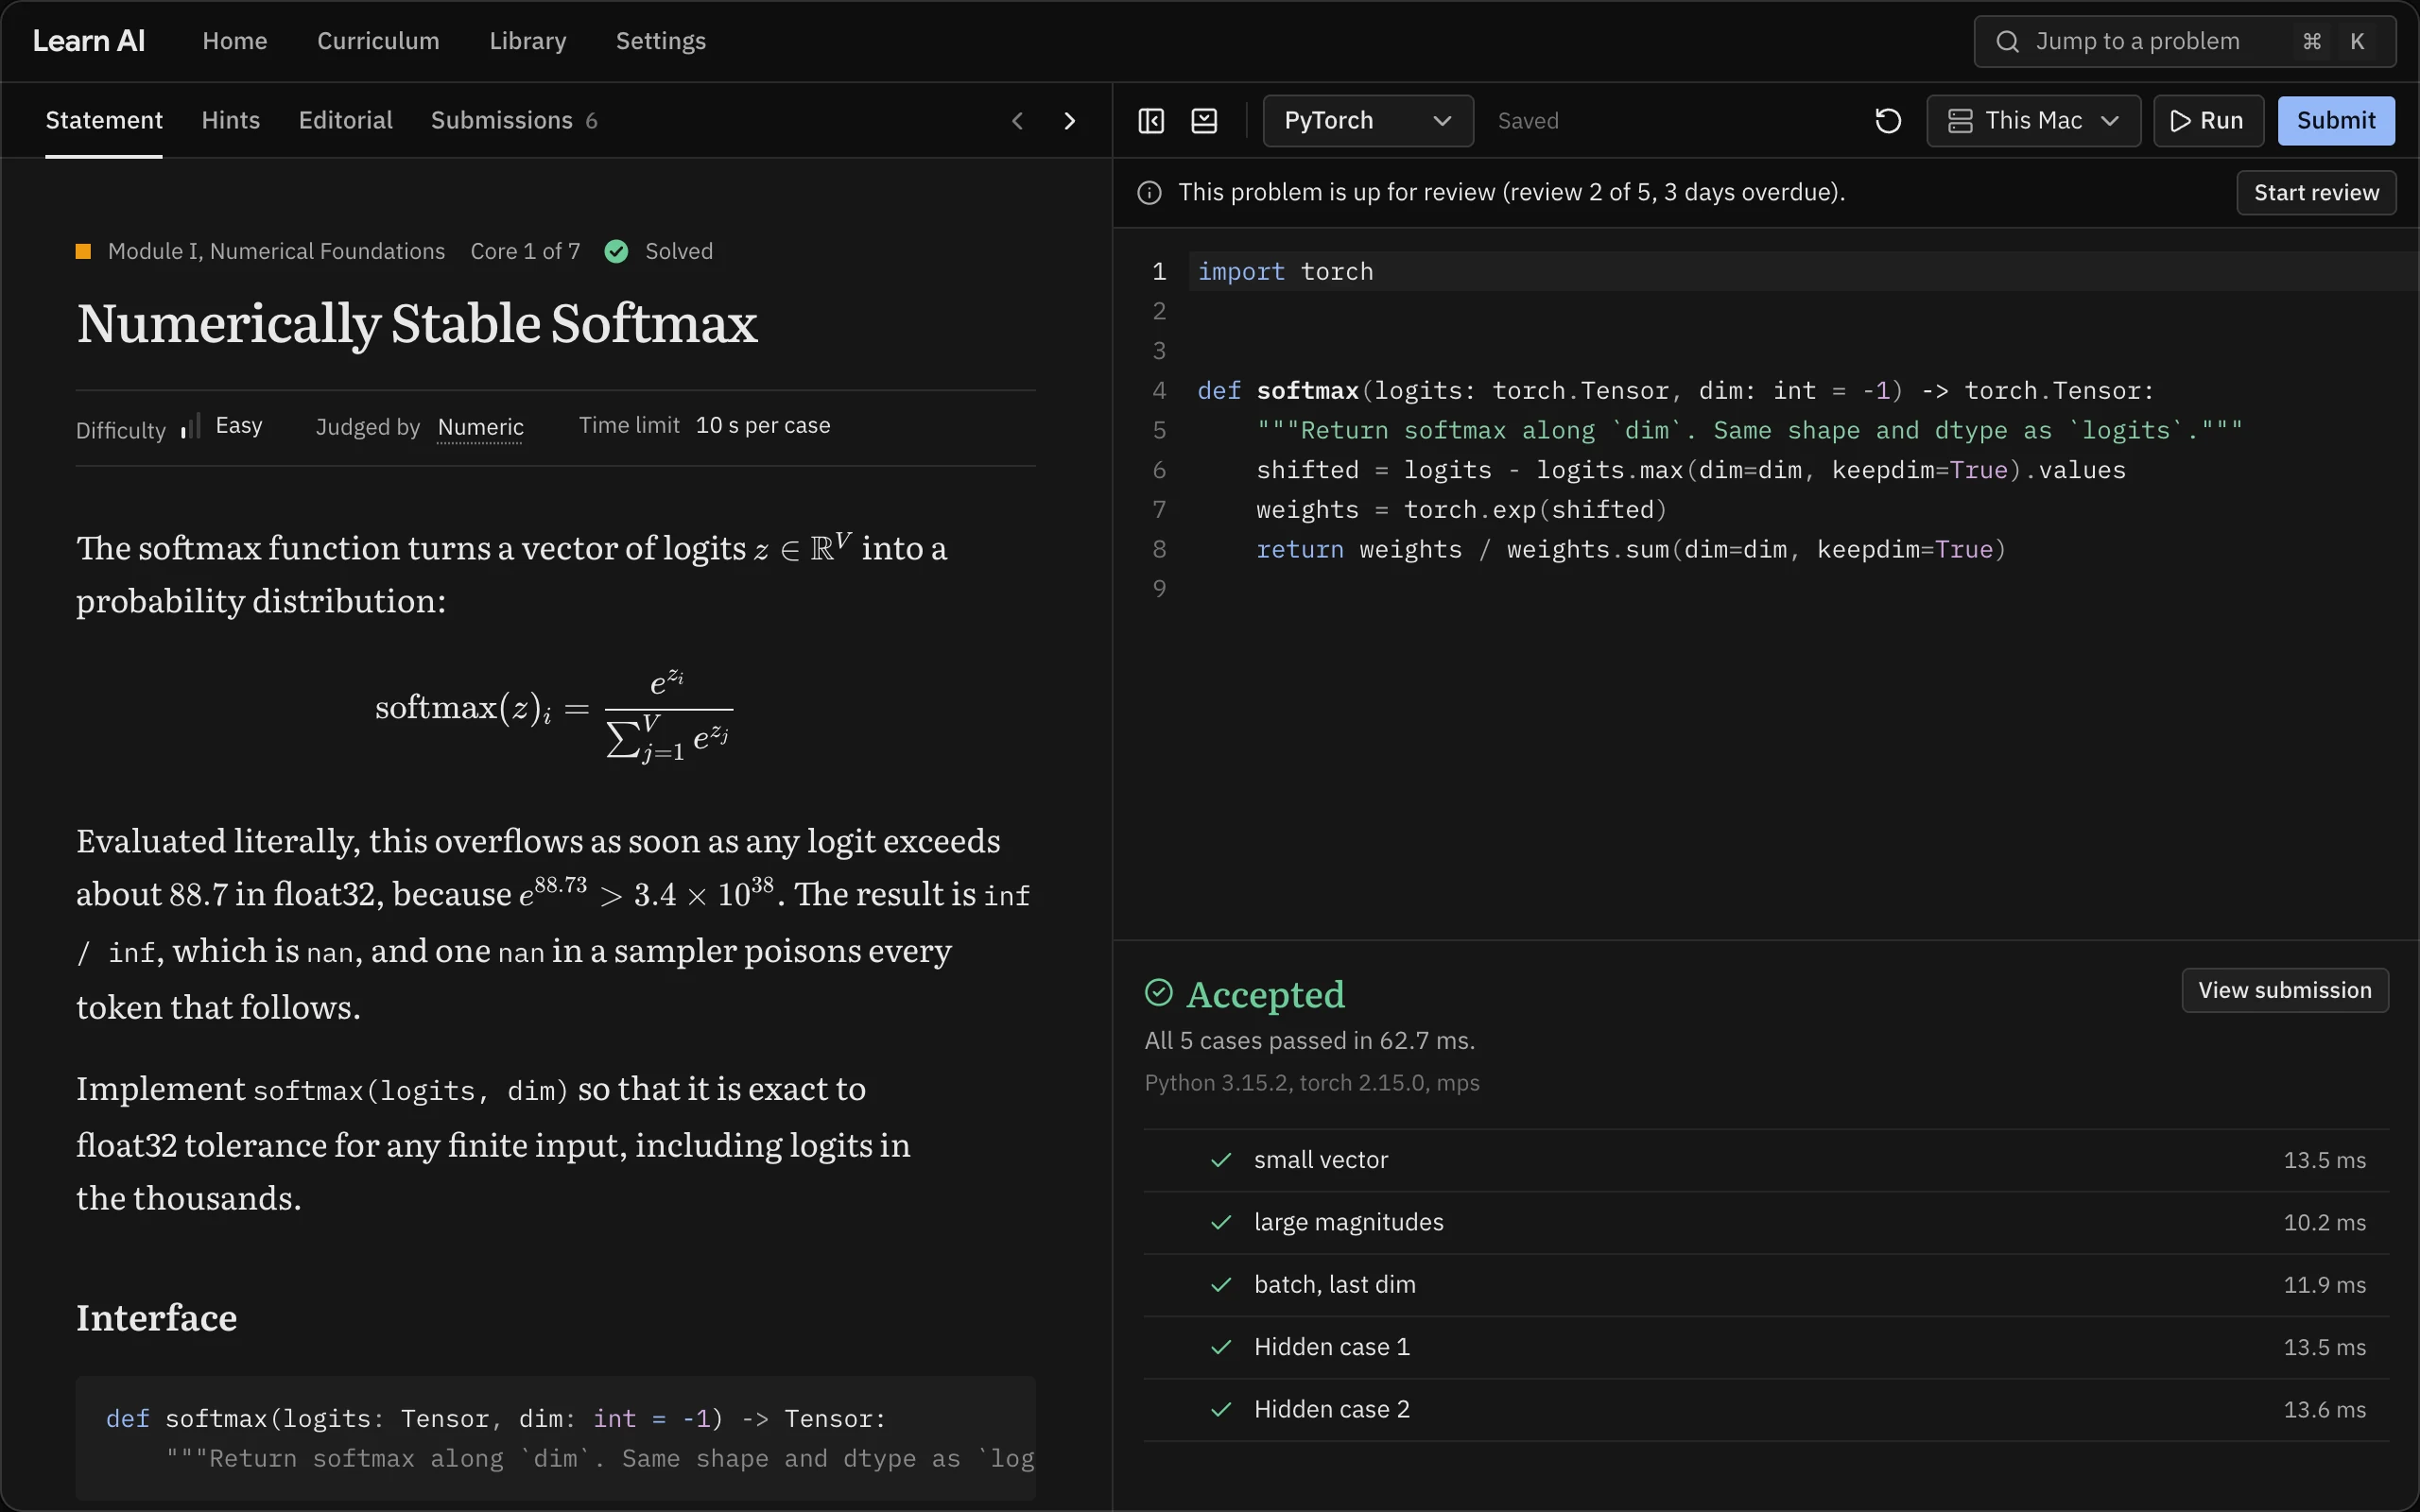 Learn AI Home Curriculum Library Settings Jump to a problem ⌘ K
Statement Hints Editorial Submissions 6
Module I, Numerical Foundations Core 1 of 7 Solved
Numerically Stable Softmax
Difficulty Easy Judged by Numeric Time limit 10 s per case
The softmax function turns a vector of logits z ∈ ℝ^V into a
probability distribution:
softmax(z)_i = e^{z_i} / ∑_{j=1}^{V} e^{z_j}
Evaluated literally, this overflows as soon as any logit exceeds
about 88.7 in float32, because e^{88.73} > 3.4 × 10^{38}. The result is inf
/ inf, which is nan, and one nan in a sampler poisons every
token that follows.
Implement softmax(logits, dim) so that it is exact to
float32 tolerance for any finite input, including logits in
the thousands.
Interface
def softmax(logits: Tensor, dim: int = -1) -> Tensor:
"""Return softmax along `dim`. Same shape and dtype as `log
PyTorch Saved This Mac Run Submit
This problem is up for review (review 2 of 5, 3 days overdue). Start review
1 import torch
2
3
4 def softmax(logits: torch.Tensor, dim: int = -1) -> torch.Tensor:
5 """Return softmax along `dim`. Same shape and dtype as `logits`."""
6 shifted = logits - logits.max(dim=dim, keepdim=True).values
7 weights = torch.exp(shifted)
8 return weights / weights.sum(dim=dim, keepdim=True)
9
Accepted View submission
All 5 cases passed in 62.7 ms.
Python 3.15.2, torch 2.15.0, mps
small vector 13.5 ms
large magnitudes 10.2 ms
batch, last dim 11.9 ms
Hidden case 1 13.5 ms
Hidden case 2 13.6 ms